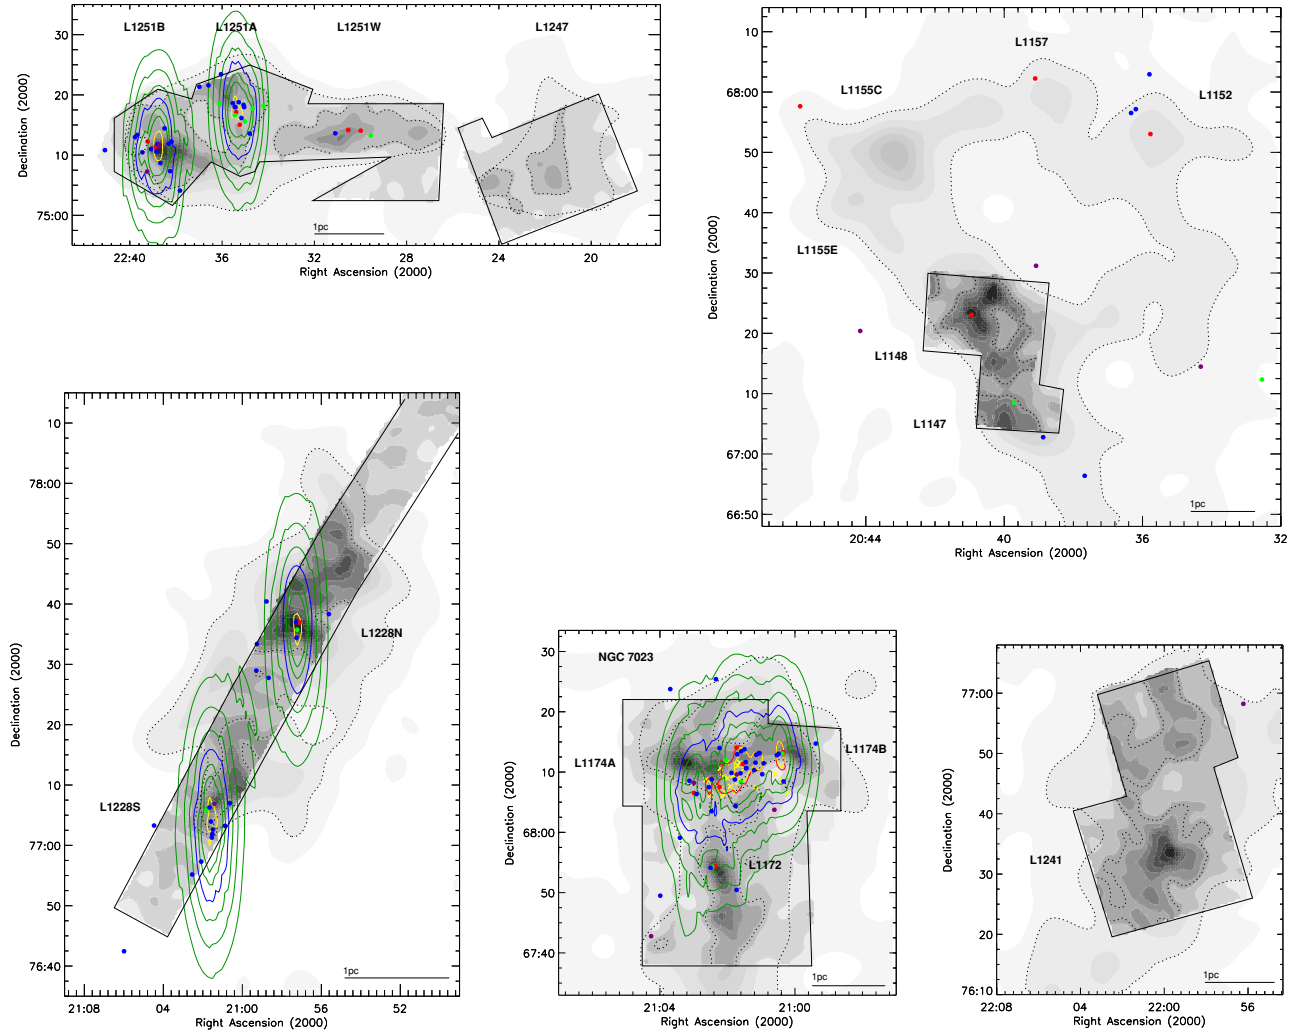 L1251B L1251A L1251W L1247
30
20
10
75:00
Declination (2000)
1pc
22:40 36 32 28 24 20
Right Ascension (2000)
L1157
L1155C L1152
L1155E
L1148
L1147
10
68:00
50
40
30
20
10
67:00
66:50
Declination (2000)
1pc
20:44 40 36 32
Right Ascension (2000)
L1228N
L1228S
10
78:00
50
40
30
20
10
77:00
50
76:40
Declination (2000)
1pc
21:08 04 21:00 56 52
Right Ascension (2000)
NGC 7023
L1174A L1174B
L1172
30
20
10
68:00
50
67:40
Declination (2000)
1pc
21:04 21:00
Right Ascension (2000)
L1241
77:00
50
40
30
20
76:10
Declination (2000)
1pc
22:08 04 22:00 56
Right Ascension (2000)